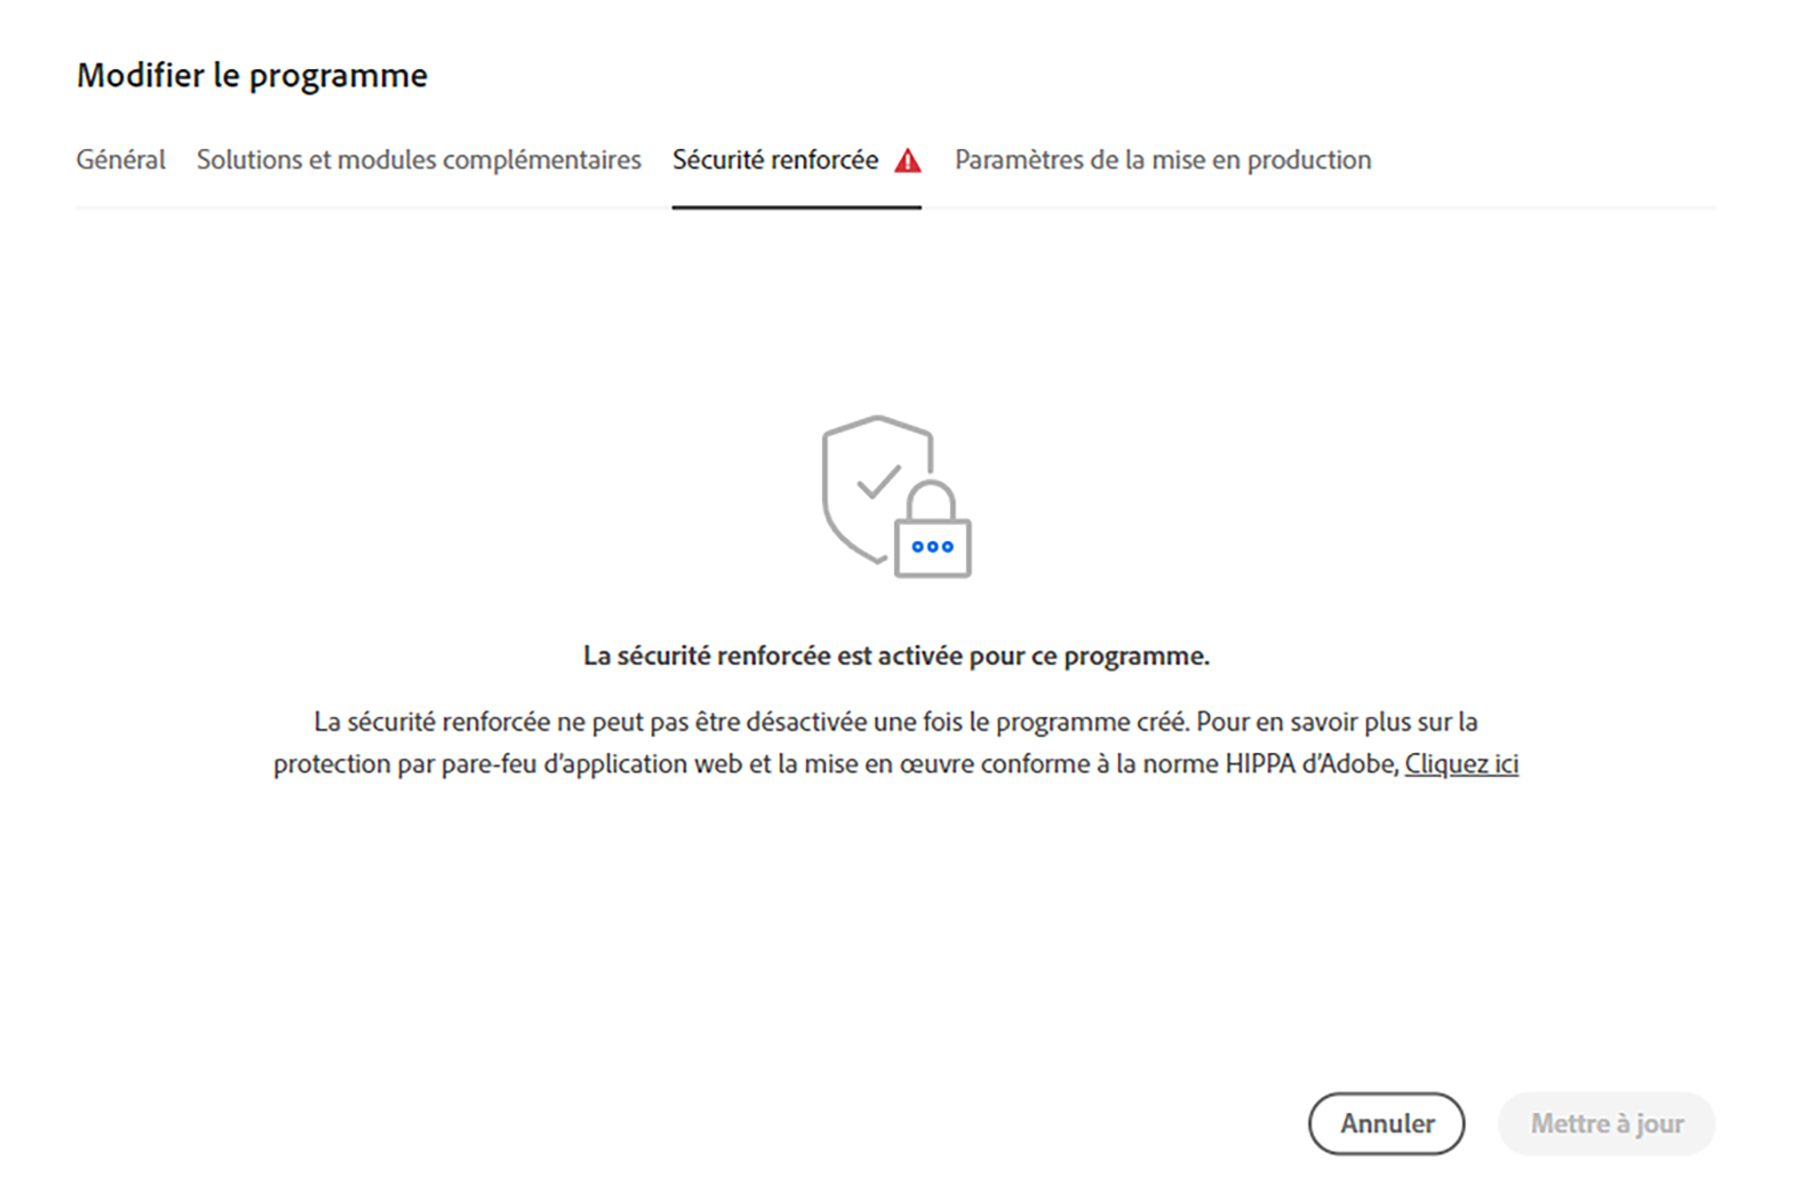 Modifier le programme
Général Solutions et modules complémentaires Sécurité renforcée Paramètres de la mise en production
La sécurité renforcée est activée pour ce programme.
La sécurité renforcée ne peut pas être désactivée une fois le programme créé. Pour en savoir plus sur la
protection par pare-feu d’application web et la mise en œuvre conforme à la norme HIPPA d’Adobe, Cliquez ici
Annuler Mettre à jour